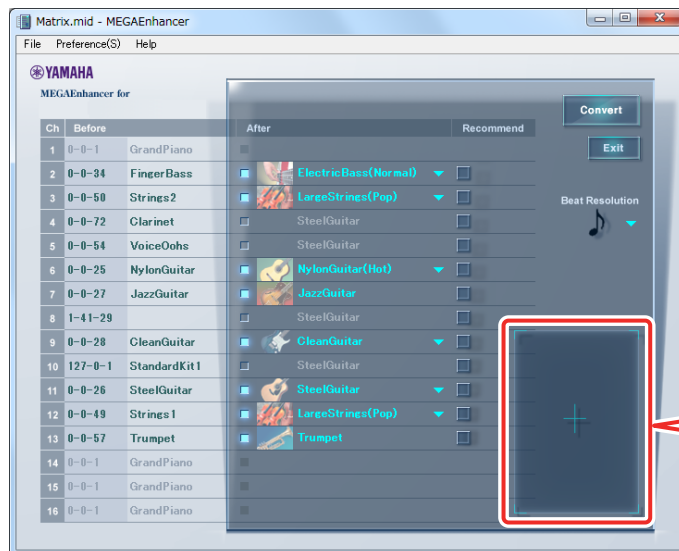 Matrix.mid - MEGAEnhancer
File Preference(S) Help
YAMAHA
MEGAEnhancer for
Convert
Exit
Beat Resolution
Ch Before After Recommend
1 0-0-1 GrandPiano
2 0-0-34 FingerBass ElectricBass(Normal)
3 0-0-50 Strings2 LargeStrings(Pop)
4 0-0-72 Clarinet SteelGuitar
5 0-0-54 VoiceOohs SteelGuitar
6 0-0-25 NylonGuitar NylonGuitar(Hot)
7 0-0-27 JazzGuitar JazzGuitar
8 1-41-29 SteelGuitar
9 0-0-28 CleanGuitar CleanGuitar
10 127-0-1 StandardKit1 SteelGuitar
11 0-0-26 SteelGuitar SteelGuitar
12 0-0-49 Strings1 LargeStrings(Pop)
13 0-0-57 Trumpet Trumpet
14 0-0-1 GrandPiano
15 0-0-1 GrandPiano
16 0-0-1 GrandPiano